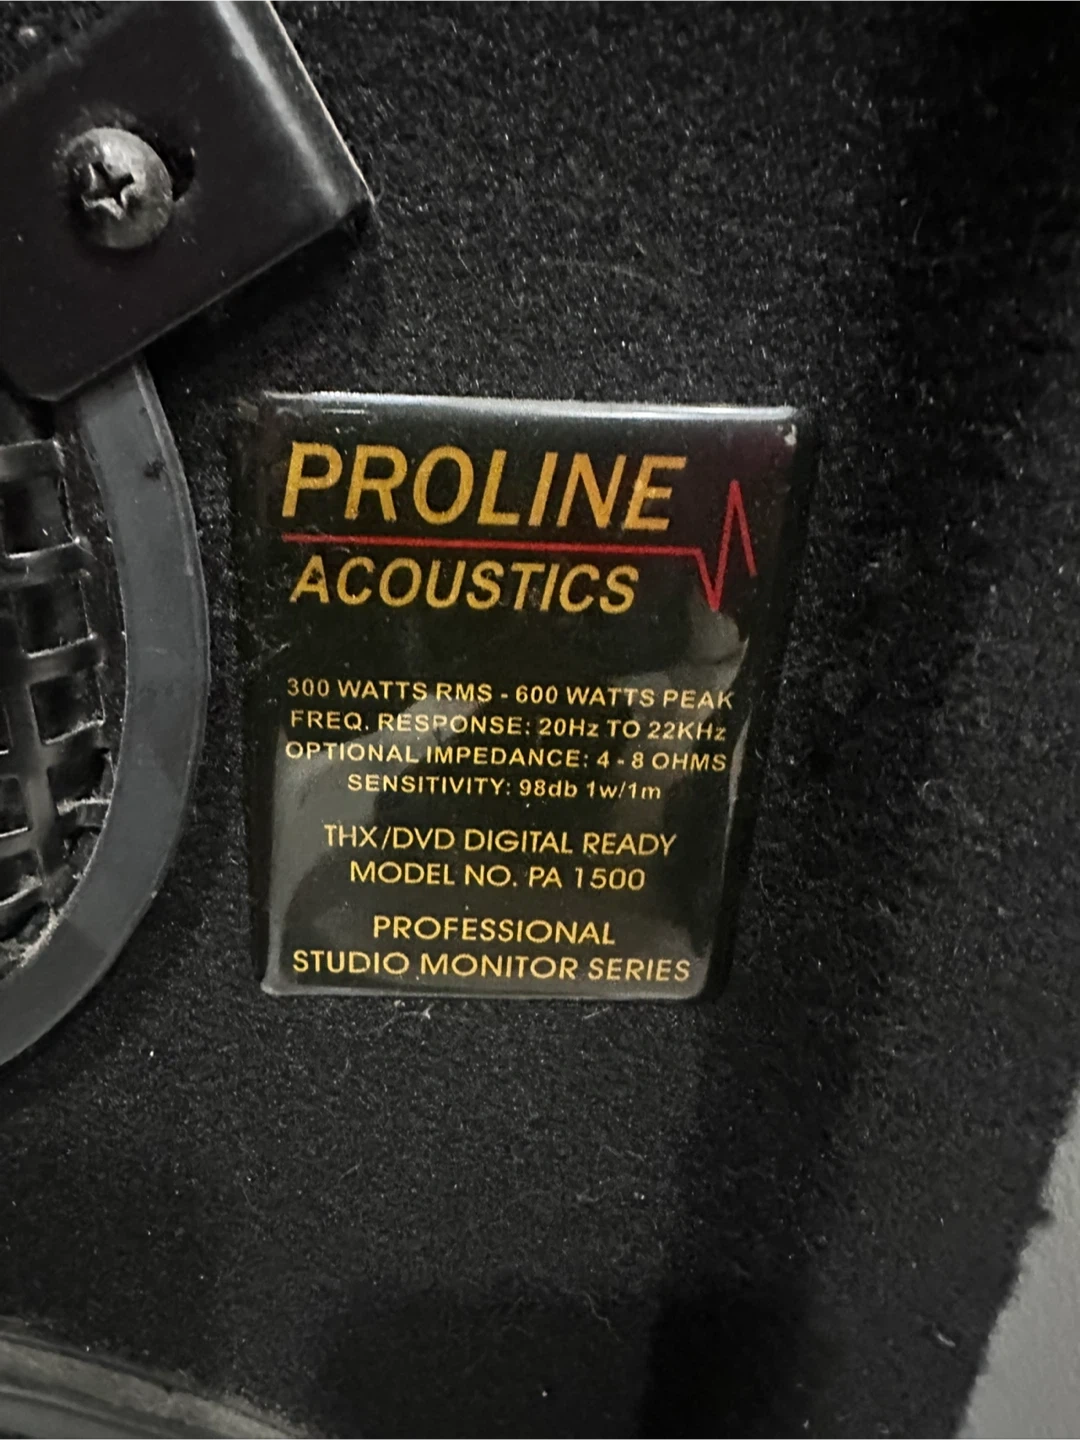 PROLINE
ACOUSTICS
300 WATTS RMS - 600 WATTS PEAK
FREQ. RESPONSE: 20Hz TO 22KHz
OPTIONAL IMPEDANCE: 4 - 8 OHMS
SENSITIVITY: 98db 1w/1m
THX/DVD DIGITAL READY
MODEL NO. PA 1500
PROFESSIONAL
STUDIO MONITOR SERIES